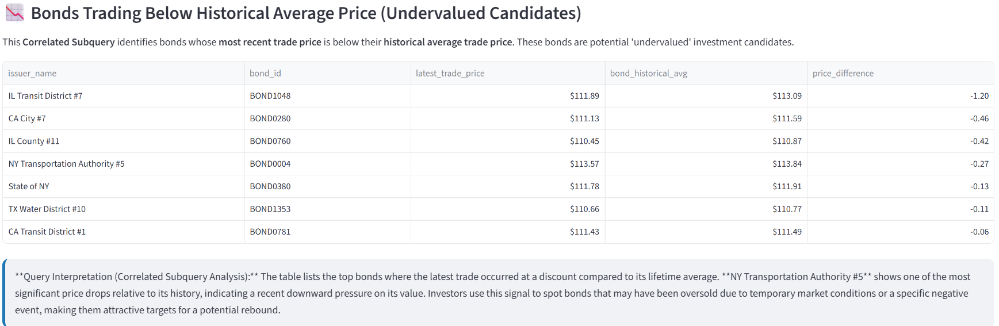 Bonds Trading Below Historical Average Price (Undervalued Candidates)
This Correlated Subquery identifies bonds whose most recent trade price is below their historical average trade price. These bonds are potential 'undervalued' investment candidates.
issuer_name bond_id latest_trade_price bond_historical_avg price_difference
IL Transit District #7 BOND1048 $111.89 $113.09 -1.20
CA City #7 BOND0280 $111.13 $111.59 -0.46
IL County #11 BOND0760 $110.45 $110.87 -0.42
NY Transportation Authority #5 BOND0004 $113.57 $113.84 -0.27
State of NY BOND0380 $111.78 $111.91 -0.13
TX Water District #10 BOND1353 $110.66 $110.77 -0.11
CA Transit District #1 BOND0781 $111.43 $111.49 -0.06
**Query Interpretation (Correlated Subquery Analysis):** The table lists the top bonds where the latest trade occurred at a discount compared to its lifetime average. **NY Transportation Authority #5** shows one of the most
significant price drops relative to its history, indicating a recent downward pressure on its value. Investors use this signal to spot bonds that may have been oversold due to temporary market conditions or a specific negative
event, making them attractive targets for a potential rebound.